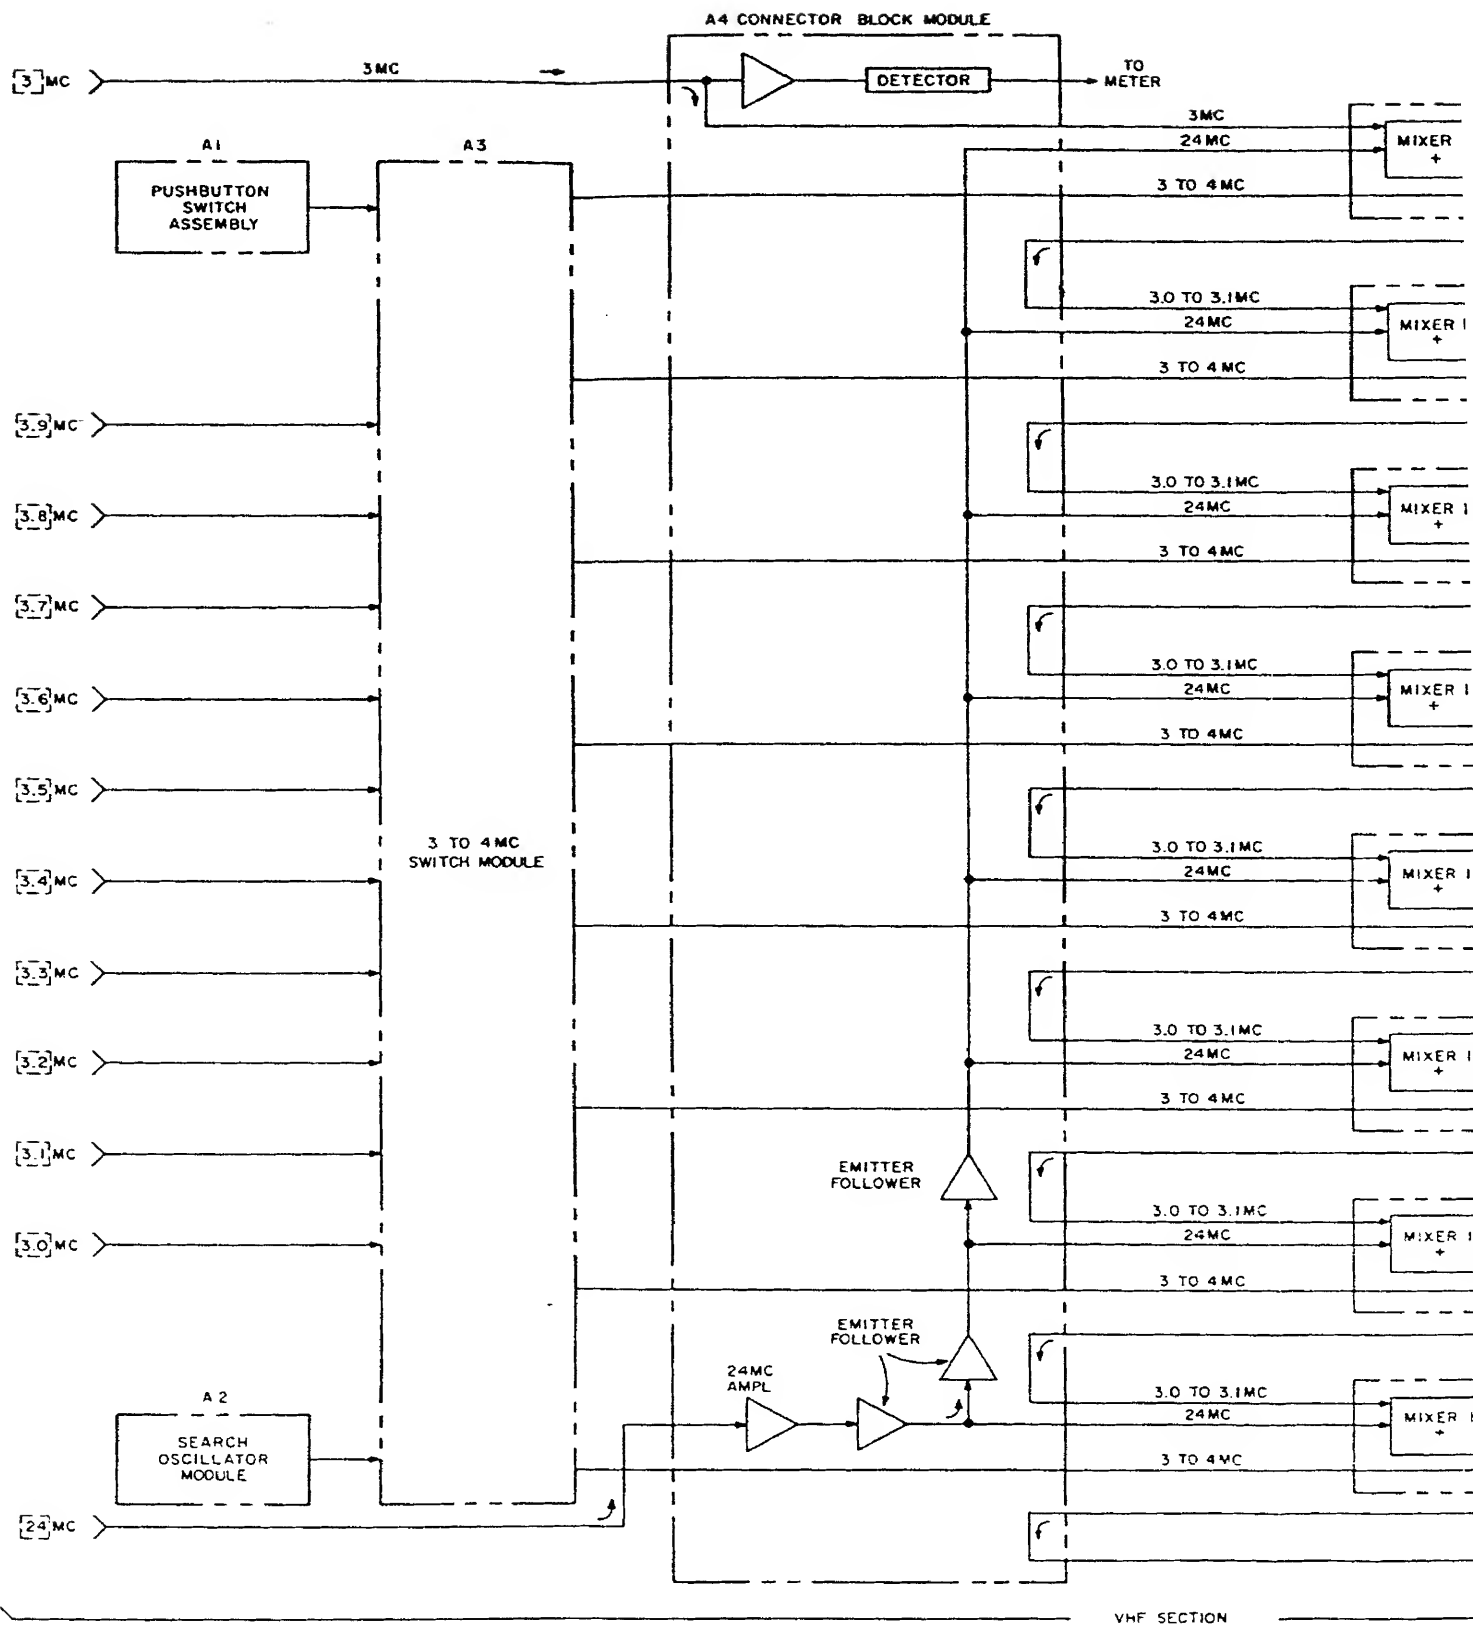 A4 CONNECTOR BLOCK MODULE
[3]MC
3MC
DETECTOR
TO
METER
3MC
24MC
MIXER
+
3 TO 4MC
A1
PUSHBUTTON
SWITCH
ASSEMBLY
A3
3.0 TO 3.1MC
24MC
MIXER I
+
3 TO 4MC
[3.9]MC
3.0 TO 3.1MC
24MC
MIXER I
+
3 TO 4MC
[3.8]MC
[3.7]MC
3.0 TO 3.1MC
24MC
MIXER I
+
3 TO 4MC
[3.6]MC
[3.5]MC
3 TO 4MC
SWITCH MODULE
3.0 TO 3.1MC
24MC
MIXER I
+
3 TO 4MC
[3.4]MC
[3.3]MC
3.0 TO 3.1MC
24MC
MIXER I
+
3 TO 4MC
[3.2]MC
[3.1]MC
EMITTER
FOLLOWER
3.0 TO 3.1MC
24MC
MIXER I
+
3 TO 4MC
[3.0]MC
EMITTER
FOLLOWER
24MC
AMPL
3.0 TO 3.1MC
24MC
MIXER
+
3 TO 4MC
A2
SEARCH
OSCILLATOR
MODULE
[24]MC
VHF SECTION